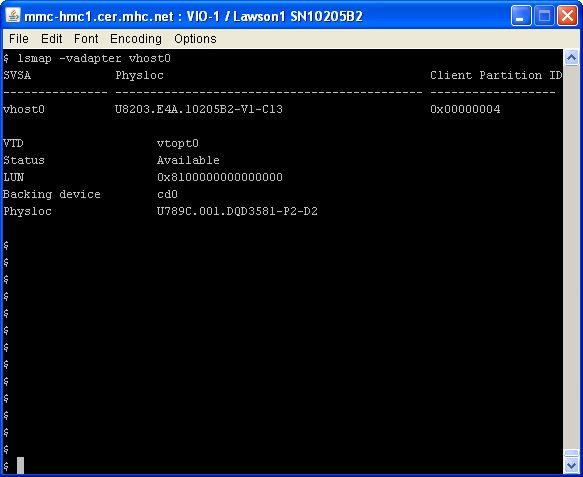 mmc-hmc1.cer.mhc.net : VIO-1 / Lawson1 SN10205B2
File Edit Font Encoding Options
$ lsmap -vadapter vhost0
SVSA Physloc Client Partition ID
--------------- -------------------------------------------- ------------------
vhost0 U8203.E4A.10205B2-V1-C13 0x00000004
VTD vtopt0
Status Available
LUN 0x8100000000000000
Backing device cd0
Physloc U789C.001.DQD3581-P2-D2
$
$
$
$
$
$
$
$
$
$
$
$
$
$